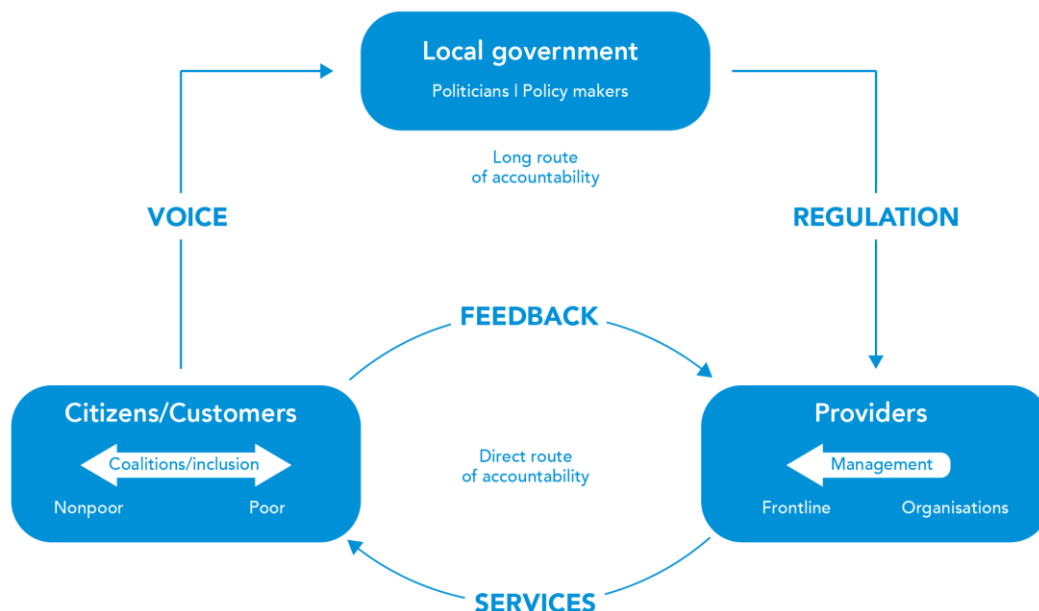 Local government
Politicians | Policy makers
Long route
of accountability
VOICE
REGULATION
FEEDBACK
Citizens/Customers
Coalitions/inclusion
Nonpoor
Poor
Direct route
of accountability
Providers
Management
Frontline
Organisations
SERVICES